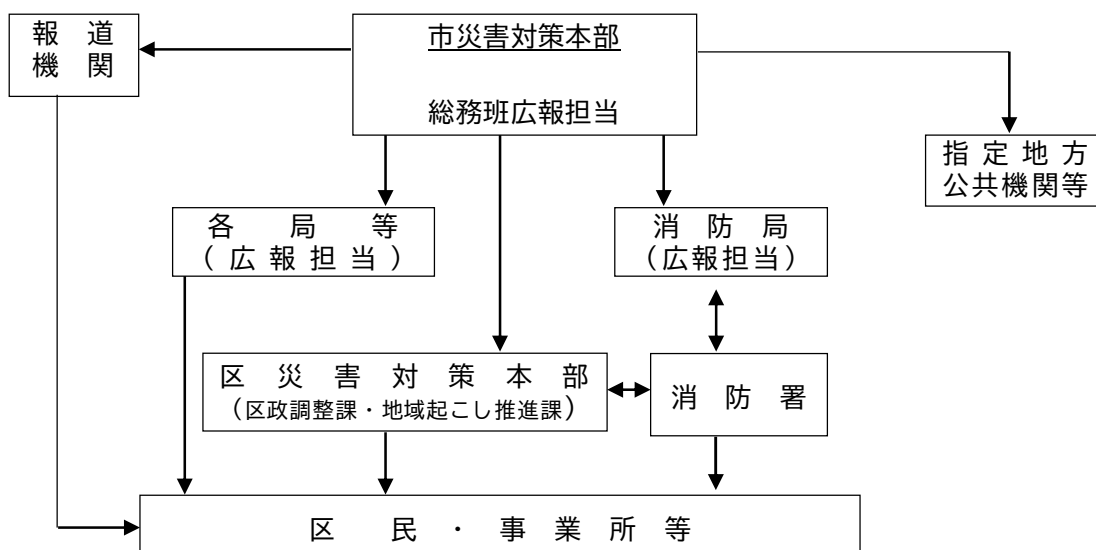 報道
機関
市災害対策本部
総務班広報担当
指定地方
公共機関等
各局等
（広報担当）
消防局
（広報担当）
区災害対策本部
（区政調整課・地域起こし推進課）
消防署
区民・事業所等